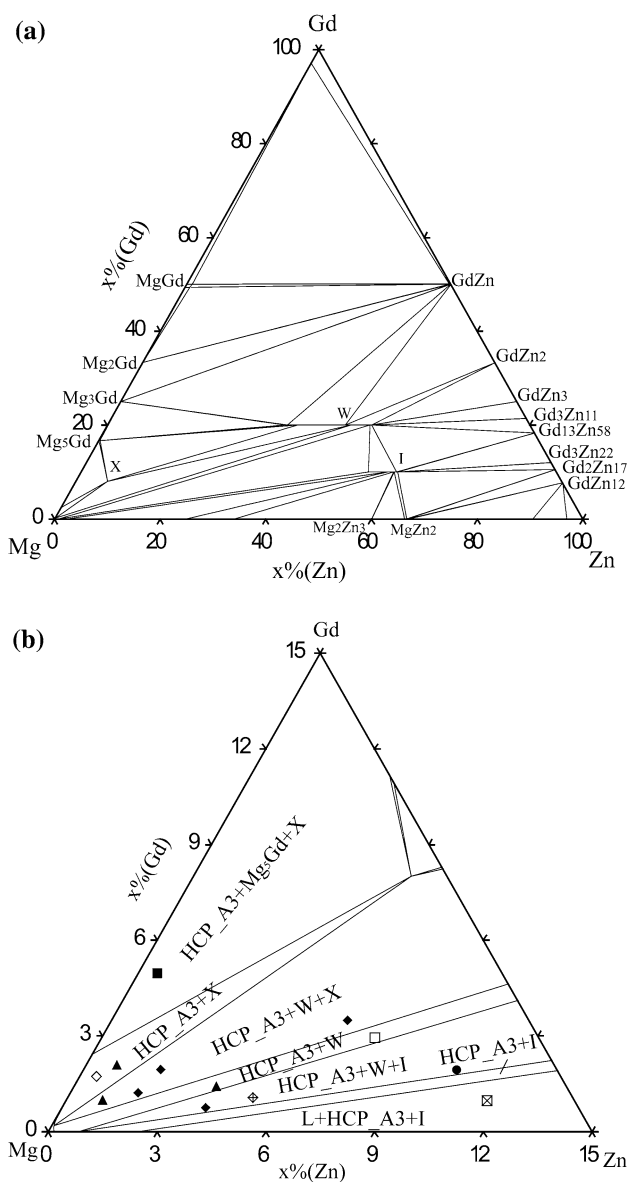 (a)
Gd
100
80
60
x%(Gd)
MgGd
GdZn
40
Mg2Gd
GdZn2
Mg3Gd
GdZn3
20
W
Gd3Zn11
Mg5Gd
Gd13Zn58
X
I
Gd3Zn22
Gd2Zn17
GdZn12
0
Mg2Zn3
MgZn2
Mg
0
20
40
60
80
100
Zn
x%(Zn)
(b)
Gd
15
12
9
x%(Gd)
HCP_A3+Mg5Gd+X
6
HCP_A3+X
3
HCP_A3+W+X
HCP_A3+W
HCP_A3+I
HCP_A3+W+I
L+HCP_A3+I
0
Mg
0
3
6
9
12
15
Zn
x%(Zn)